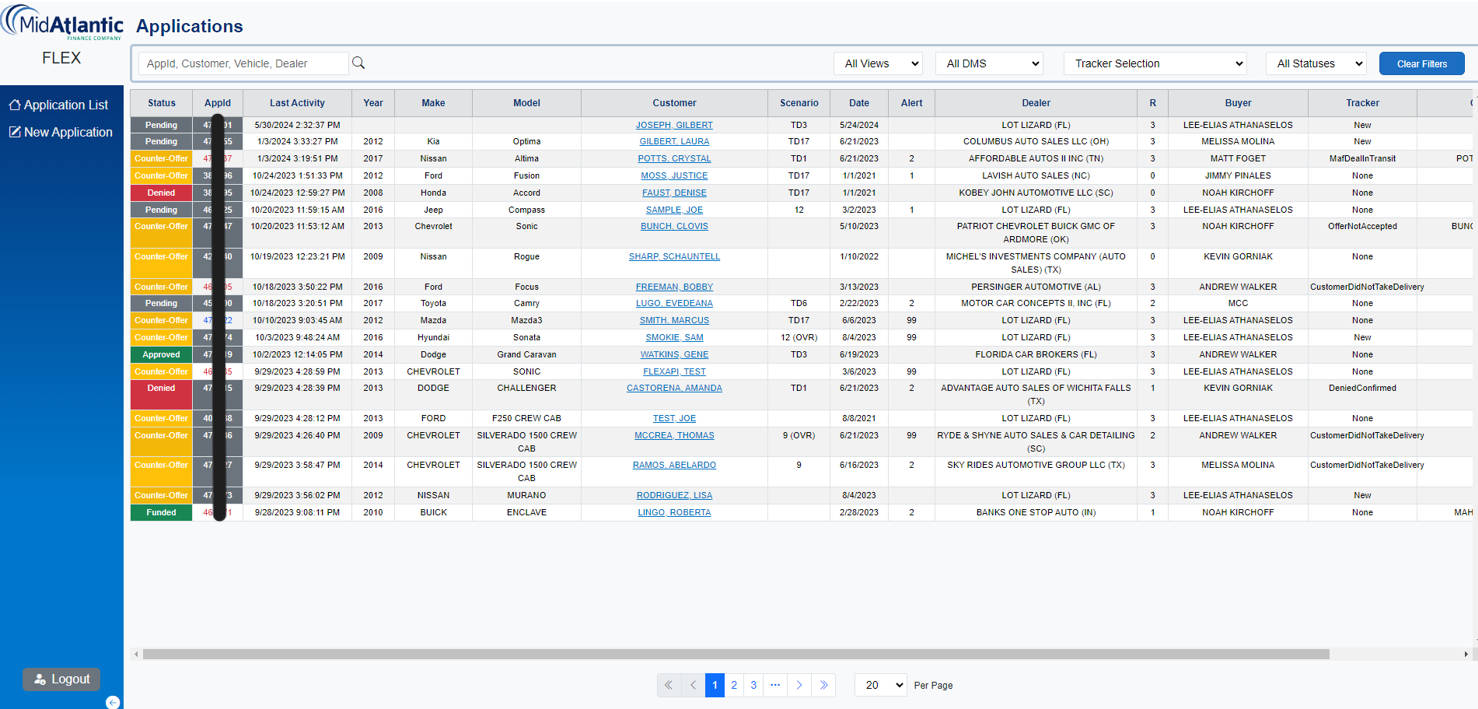 MidAtlantic
FINANCE COMPANY
Applications
FLEX
AppId, Customer, Vehicle, Dealer
All Views
All DMS
Tracker Selection
All Statuses
Clear Filters
Application List
New Application
Status AppId Last Activity Year Make Model Customer Scenario Date Alert Dealer R Buyer Tracker
Pending 47 01 5/30/2024 2:32:37 PM JOSEPH, GILBERT TD3 5/24/2024 LOT LIZARD (FL) 3 LEE-ELIAS ATHANASELOS New
Pending 47 55 1/3/2024 3:33:27 PM 2012 Kia Optima GILBERT, LAURA TD17 6/21/2023 COLUMBUS AUTO SALES LLC (OH) 3 MELISSA MOLINA New
Counter-Offer 47 37 1/3/2024 3:19:51 PM 2017 Nissan Altima POTTS, CRYSTAL TD1 6/21/2023 2 AFFORDABLE AUTOS II INC (TN) 3 MATT FOGET MafDealInTransit POT
Counter-Offer 38 96 10/24/2023 1:51:33 PM 2012 Ford Fusion MOSS, JUSTICE TD17 1/1/2021 1 LAVISH AUTO SALES (NC) 0 JIMMY PINALES None
Denied 38 95 10/24/2023 12:59:27 PM 2008 Honda Accord FAUST, DENISE TD17 1/1/2021 KOBEY JOHN AUTOMOTIVE LLC (SC) 0 NOAH KIRCHOFF None
Pending 46 25 10/20/2023 11:59:15 AM 2016 Jeep Compass SAMPLE, JOE 12 3/2/2023 1 LOT LIZARD (FL) 3 LEE-ELIAS ATHANASELOS None
Counter-Offer 47 47 10/20/2023 11:53:12 AM 2013 Chevrolet Sonic BUNCH, CLOVIS 5/10/2023 PATRIOT CHEVROLET BUICK GMC OF 3 NOAH KIRCHOFF OfferNotAccepted BUNC
ARDMORE (OK)
Counter-Offer 42 40 10/19/2023 12:23:21 PM 2009 Nissan Rogue SHARP, SCHAUNTELL 1/10/2022 MICHEL'S INVESTMENTS COMPANY (AUTO 0 KEVIN GORNIAK None
SALES) (TX)
Counter-Offer 46 05 10/18/2023 3:50:22 PM 2016 Ford Focus FREEMAN, BOBBY 3/13/2023 PERSINGER AUTOMOTIVE (AL) 3 ANDREW WALKER CustomerDidNotTakeDelivery
Pending 45 00 10/18/2023 3:20:51 PM 2017 Toyota Camry LUGO, EVEDEANA TD6 2/22/2023 2 MOTOR CAR CONCEPTS II, INC (FL) 2 MCC None
Counter-Offer 47 22 10/10/2023 9:03:45 AM 2012 Mazda Mazda3 SMITH, MARCUS TD17 6/6/2023 99 LOT LIZARD (FL) 3 LEE-ELIAS ATHANASELOS None
Counter-Offer 47 74 10/3/2023 9:48:24 AM 2016 Hyundai Sonata SMOKIE, SAM 12 (OVR) 8/4/2023 99 LOT LIZARD (FL) 3 LEE-ELIAS ATHANASELOS New
Approved 47 19 10/2/2023 12:14:05 PM 2014 Dodge Grand Caravan WATKINS, GENE TD3 6/19/2023 FLORIDA CAR BROKERS (FL) 3 ANDREW WALKER None
Counter-Offer 46 35 9/29/2023 4:28:59 PM 2013 CHEVROLET SONIC FLEXAPI, TEST 3/6/2023 99 LOT LIZARD (FL) 3 LEE-ELIAS ATHANASELOS None
Denied 47 15 9/29/2023 4:28:39 PM 2013 DODGE CHALLENGER CASTORENA, AMANDA TD1 6/21/2023 2 ADVANTAGE AUTO SALES OF WICHITA FALLS 1 KEVIN GORNIAK DeniedConfirmed
(TX)
Counter-Offer 40 38 9/29/2023 4:28:12 PM 2013 FORD F250 CREW CAB TEST, JOE 8/8/2021 LOT LIZARD (FL) 3 LEE-ELIAS ATHANASELOS None
Counter-Offer 47 46 9/29/2023 4:26:40 PM 2009 CHEVROLET SILVERADO 1500 CREW MCCREA, THOMAS 9 (OVR) 6/21/2023 99 RYDE & SHYNE AUTO SALES & CAR DETAILING 2 ANDREW WALKER CustomerDidNotTakeDelivery
CAB (SC)
Counter-Offer 47 27 9/29/2023 3:58:47 PM 2014 CHEVROLET SILVERADO 1500 CREW RAMOS, ABELARDO 9 6/16/2023 2 SKY RIDES AUTOMOTIVE GROUP LLC (TX) 3 MELISSA MOLINA CustomerDidNotTakeDelivery
CAB
Counter-Offer 47 73 9/29/2023 3:56:02 PM 2012 NISSAN MURANO RODRIGUEZ, LISA 8/4/2023 LOT LIZARD (FL) 3 LEE-ELIAS ATHANASELOS New
Funded 46 71 9/28/2023 9:08:11 PM 2010 BUICK ENCLAVE LINGO, ROBERTA 2/28/2023 2 BANKS ONE STOP AUTO (IN) 1 NOAH KIRCHOFF None MAH
Logout
« ‹ 1 2 3 ··· › » 20 Per Page